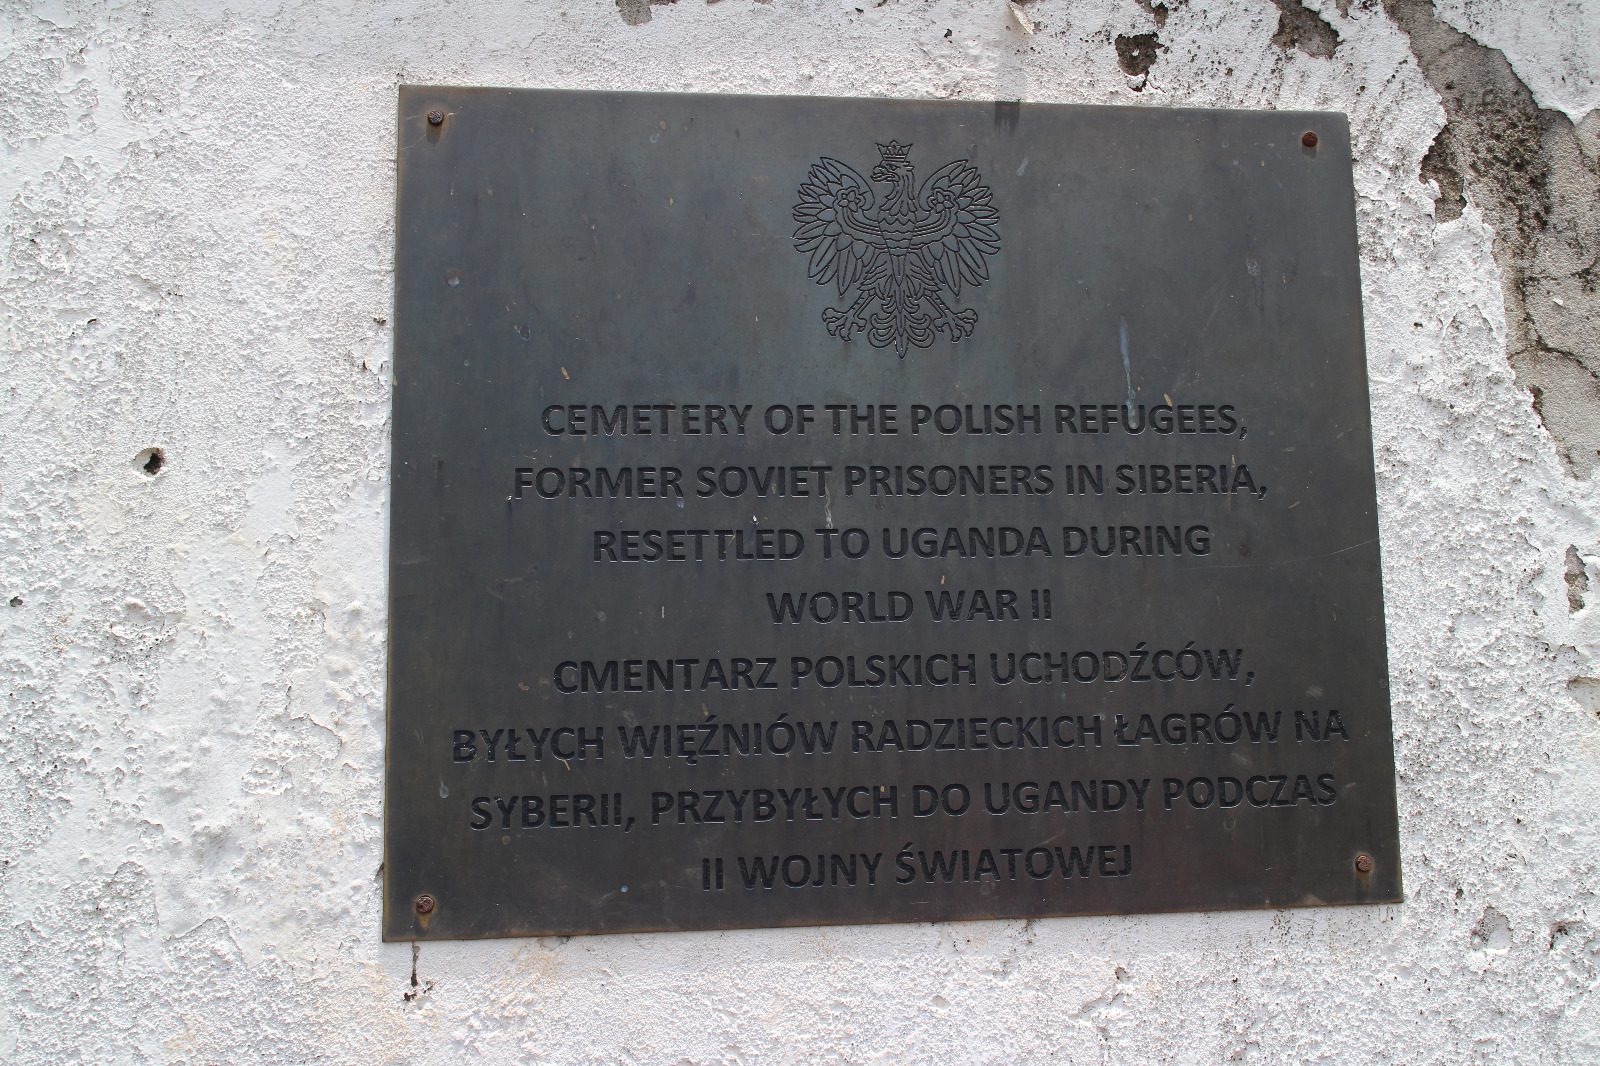 CEMETERY OF THE POLISH REFUGEES,
FORMER SOVIET PRISONERS IN SIBERIA,
RESETTLED TO UGANDA DURING
WORLD WAR II
CMENTARZ POLSKICH UCHODŹCÓW,
BYŁYCH WIĘŹNIÓW RADZIECKICH ŁAGRÓW NA
SYBERII, PRZYBYŁYCH DO UGANDY PODCZAS
II WOJNY ŚWIATOWEJ